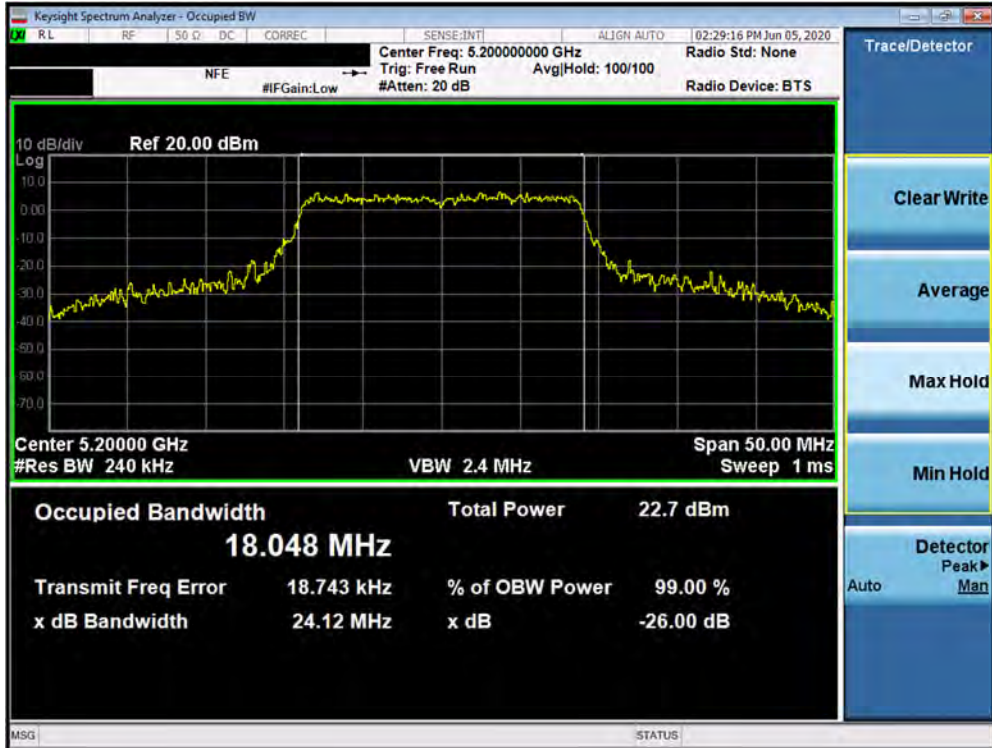 Keysight Spectrum Analyzer - Occupied BW
RL RF 50 Ω DC CORREC SENSE:INT ALIGN AUTO 02:29:16 PM Jun 05, 2020
Center Freq: 5.200000000 GHz Radio Std: None
NFE Trig: Free Run Avg|Hold: 100/100
#IFGain:Low #Atten: 20 dB Radio Device: BTS
10 dB/div Ref 20.00 dBm
Log
10.0
0.00
-10.0
-20.0
-30.0
-40.0
-50.0
-60.0
-70.0
Center 5.20000 GHz Span 50.00 MHz
#Res BW 240 kHz VBW 2.4 MHz Sweep 1 ms
Occupied Bandwidth Total Power 22.7 dBm
18.048 MHz
Transmit Freq Error 18.743 kHz % of OBW Power 99.00 %
x dB Bandwidth 24.12 MHz x dB -26.00 dB
MSG STATUS
Trace/Detector
Clear Write
Average
Max Hold
Min Hold
Detector
Peak▶
Auto Man